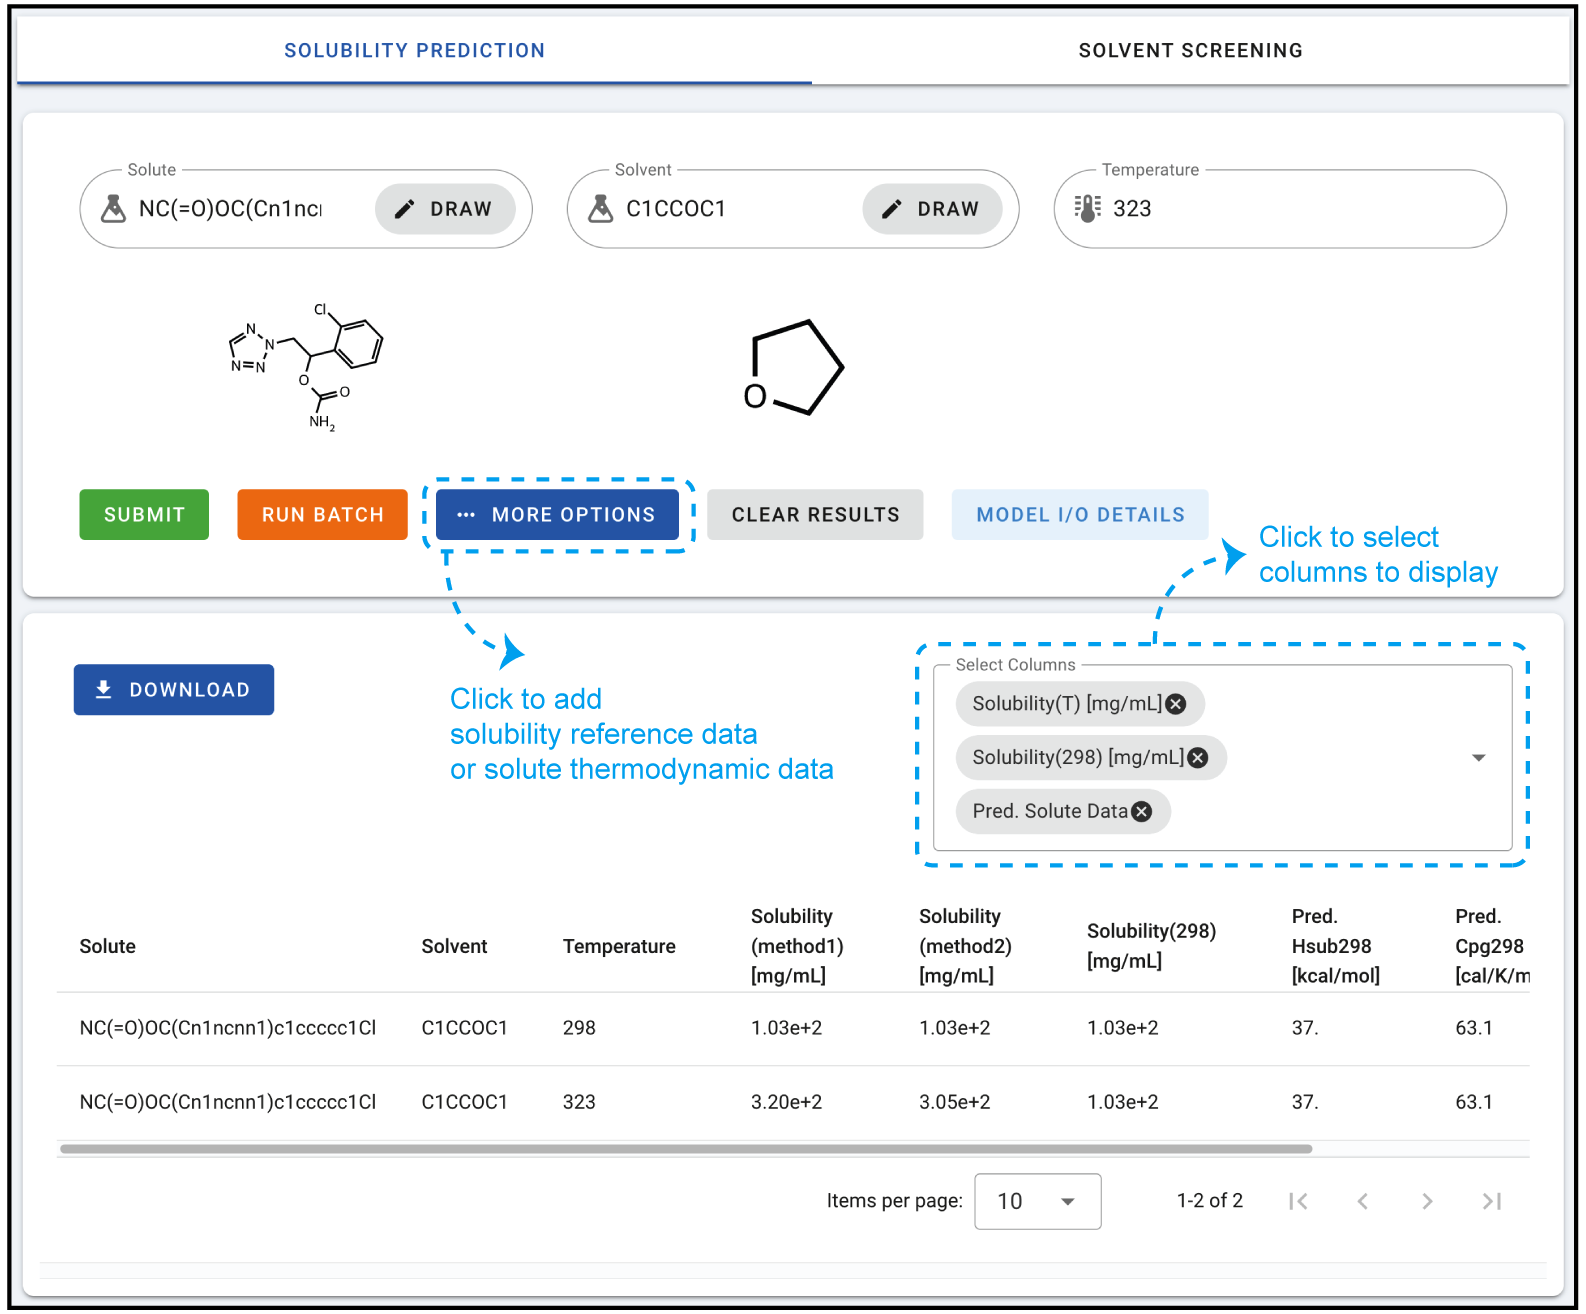 SOLUBILITY PREDICTION
SOLVENT SCREENING
Solute
NC(=O)OC(Cn1nc
DRAW
Solvent
C1CCOC1
DRAW
Temperature
323
Cl
N
N
N
N
O
O
NH2
O
SUBMIT
RUN BATCH
MORE OPTIONS
CLEAR RESULTS
MODEL I/O DETAILS
Click to select
columns to display
DOWNLOAD
Click to add
solubility reference data
or solute thermodynamic data
Select Columns
Solubility(T) [mg/mL]
Solubility(298) [mg/mL]
Pred. Solute Data
Solute
Solvent
Temperature
Solubility
(method1)
[mg/mL]
Solubility
(method2)
[mg/mL]
Solubility(298)
[mg/mL]
Pred.
Hsub298
[kcal/mol]
Pred.
Cpg298
[cal/K/m
NC(=O)OC(Cn1ncnn1)c1ccccc1Cl C1CCOC1 298 1.03e+2 1.03e+2 1.03e+2 37. 63.1
NC(=O)OC(Cn1ncnn1)c1ccccc1Cl C1CCOC1 323 3.20e+2 3.05e+2 1.03e+2 37. 63.1
Items per page: 10 1-2 of 2